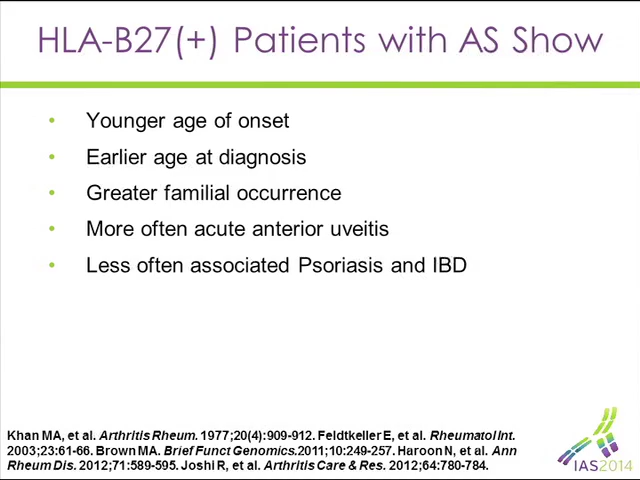 HLA-B27(+) Patients with AS Show
• Younger age of onset
• Earlier age at diagnosis
• Greater familial occurrence
• More often acute anterior uveitis
• Less often associated Psoriasis and IBD
Khan MA, et al. Arthritis Rheum. 1977;20(4):909-912. Feldtkeller E, et al. Rheumatol Int.
2003;23:61-66. Brown MA. Brief Funct Genomics.2011;10:249-257. Haroon N, et al. Ann
Rheum Dis. 2012;71:589-595. Joshi R, et al. Arthritis Care & Res. 2012;64:780-784.
IAS2014